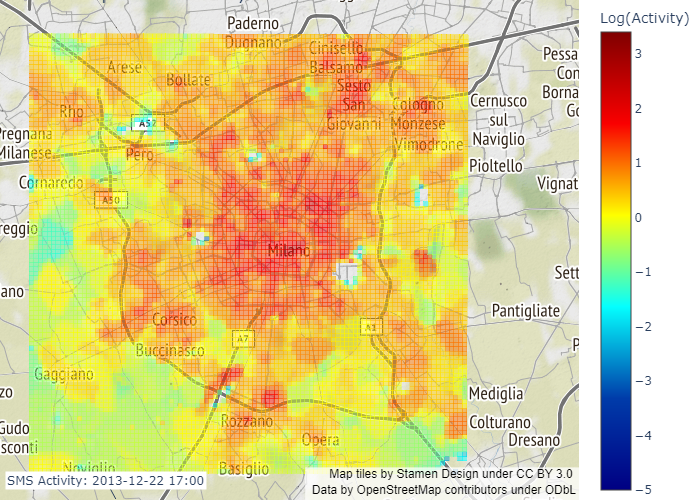 Log(Activity)
Paderno
Dugnano
Cinisello
Balsamo
Arese
Bollate
Sesto
San
Giovanni
Rho
A52
Cologno
Monzese
Vimodrone
Cernusco
sul
Naviglio
Pessa
Con
Borna
Go
Pregnana
Milanese
Pero
Pioltello
Cornaredo
A50
Vignat
reggio
Milano
Sett
ano
Pantigliate
Corsico
A7
Buccinasco
P
Gaggiano
Mediglia
zo
Rozzano
Colturano
Gudo
Opera
Dresano
sconti
Noviglio
Basiglio
SMS Activity: 2013-12-22 17:00
Map tiles by Stamen Design under CC BY 3.0
Data by OpenStreetMap contributors under ODbL
3
2
1
0
−1
−2
−3
−4
−5